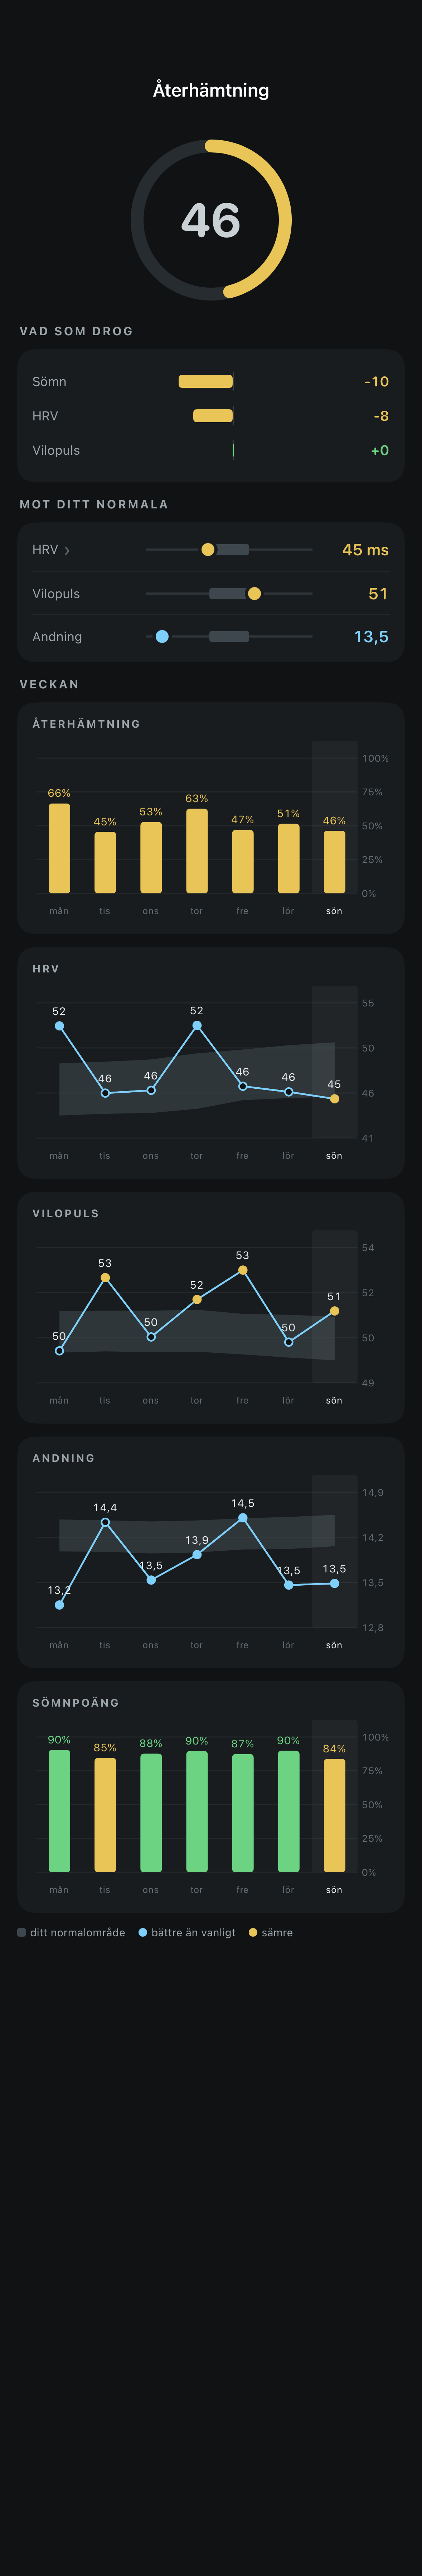 Återhämtning
46
VAD SOM DROG
Sömn -10
HRV -8
Vilopuls +0
MOT DITT NORMALA
HRV > 45 ms
Vilopuls 51
Andning 13,5
VECKAN
ÅTERHÄMTNING
100%
75%
50%
25%
0%
66% 45% 53% 63% 47% 51% 46%
mån tis ons tor fre lör sön
HRV
55
50
46
41
52 46 46 52 46 46 45
mån tis ons tor fre lör sön
VILOPULS
54
52
50
49
50 53 50 52 53 50 51
mån tis ons tor fre lör sön
ANDNING
14,9
14,2
13,5
12,8
13,2 14,4 13,5 13,9 14,5 13,5 13,5
mån tis ons tor fre lör sön
SÖMNPOÄNG
100%
75%
50%
25%
0%
90% 85% 88% 90% 87% 90% 84%
mån tis ons tor fre lör sön
ditt normalområde bättre än vanligt sämre